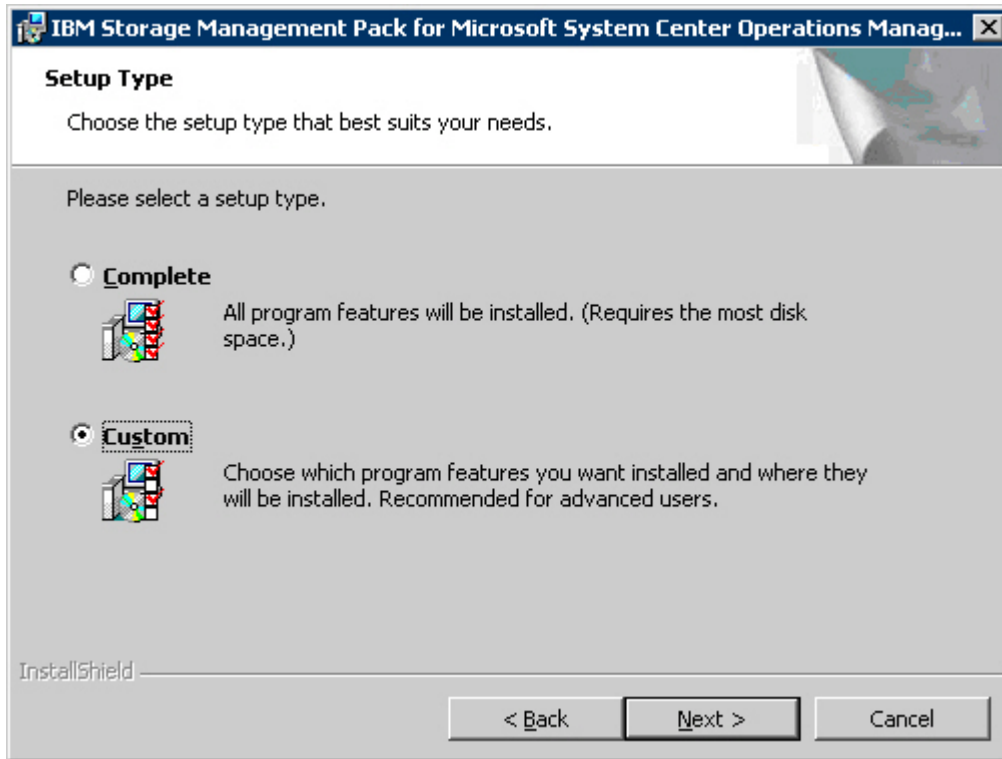 IBM Storage Management Pack for Microsoft System Center Operations Manag...
Setup Type
Choose the setup type that best suits your needs.
Please select a setup type.
Complete
All program features will be installed. (Requires the most disk
space.)
Custom
Choose which program features you want installed and where they
will be installed. Recommended for advanced users.
InstallShield
< Back Next > Cancel